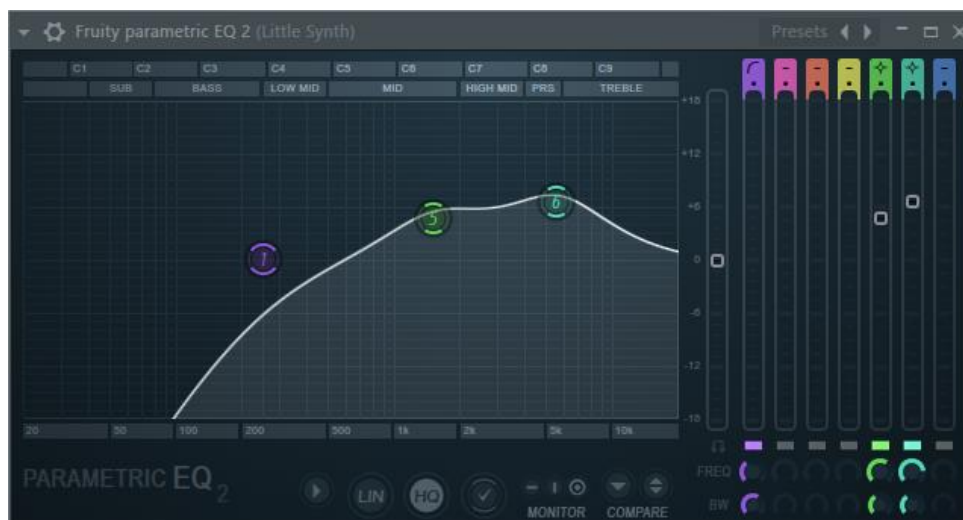 Fruity parametric EQ 2 (Little Synth)
Presets
C1 C2 C3 C4 C5 C6 C7 C8 C9
SUB BASS LOW MID MID HIGH MID PRS TREBLE
+18
+12
+6
0
-6
-18
1 5 6
20 50 100 200 500 1k 2k 5k 10k
PARAMETRIC EQ 2
LIN HQ
MONITOR COMPARE
FREQ
BW